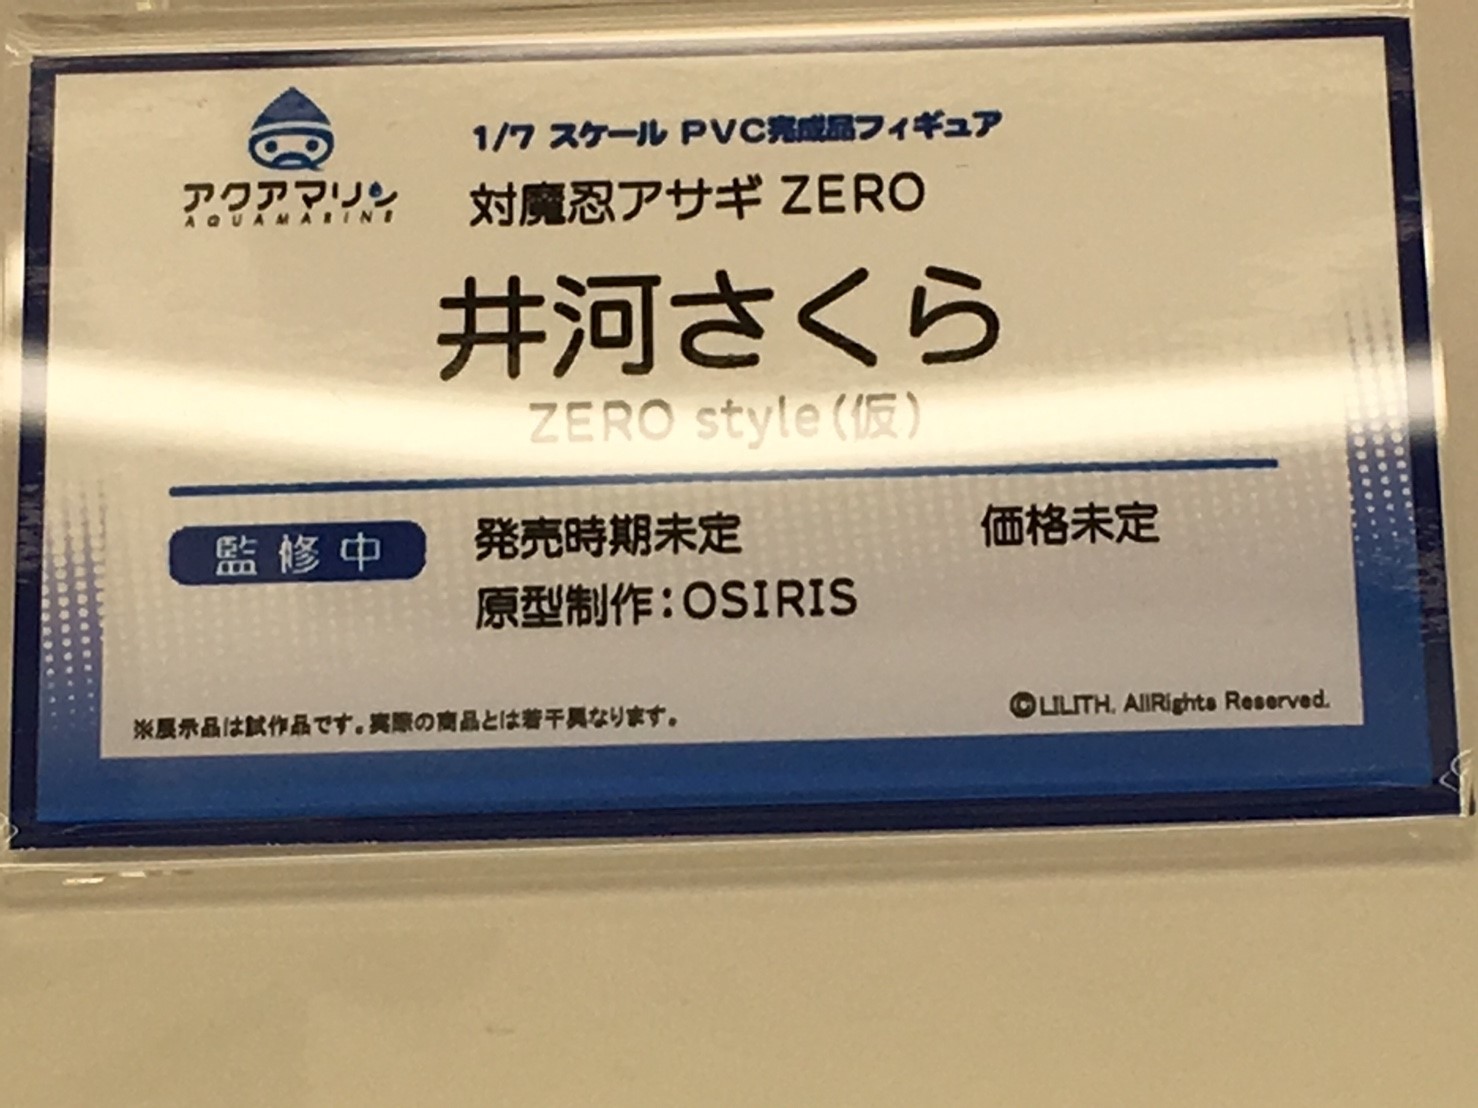 アクアマリン
AQUAMARINE
1/7 スケール PVC完成品フィギュア
対魔忍アサギ ZERO
井河さくら
ZERO style(仮)
監修中
発売時期未定 価格未定
原型制作:OSIRIS
©LILITH. AllRights Reserved.
※展示品は試作品です。実際の商品とは若干異なります。